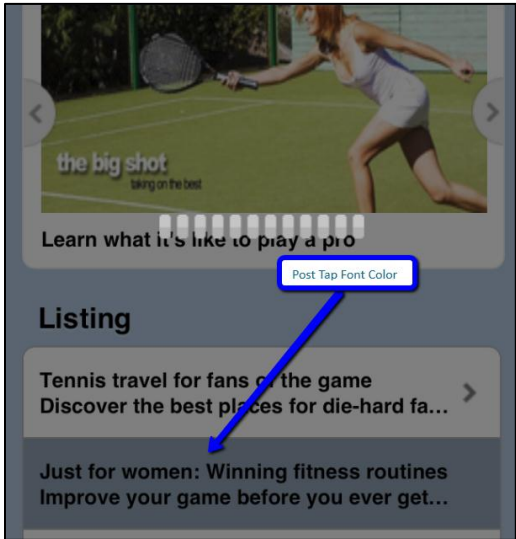 the big shot
taking on the best
Learn what it's like to play a pro
Post Tap Font Color
Listing
Tennis travel for fans of the game
Discover the best places for die-hard fa...
Just for women: Winning fitness routines
Improve your game before you ever get...